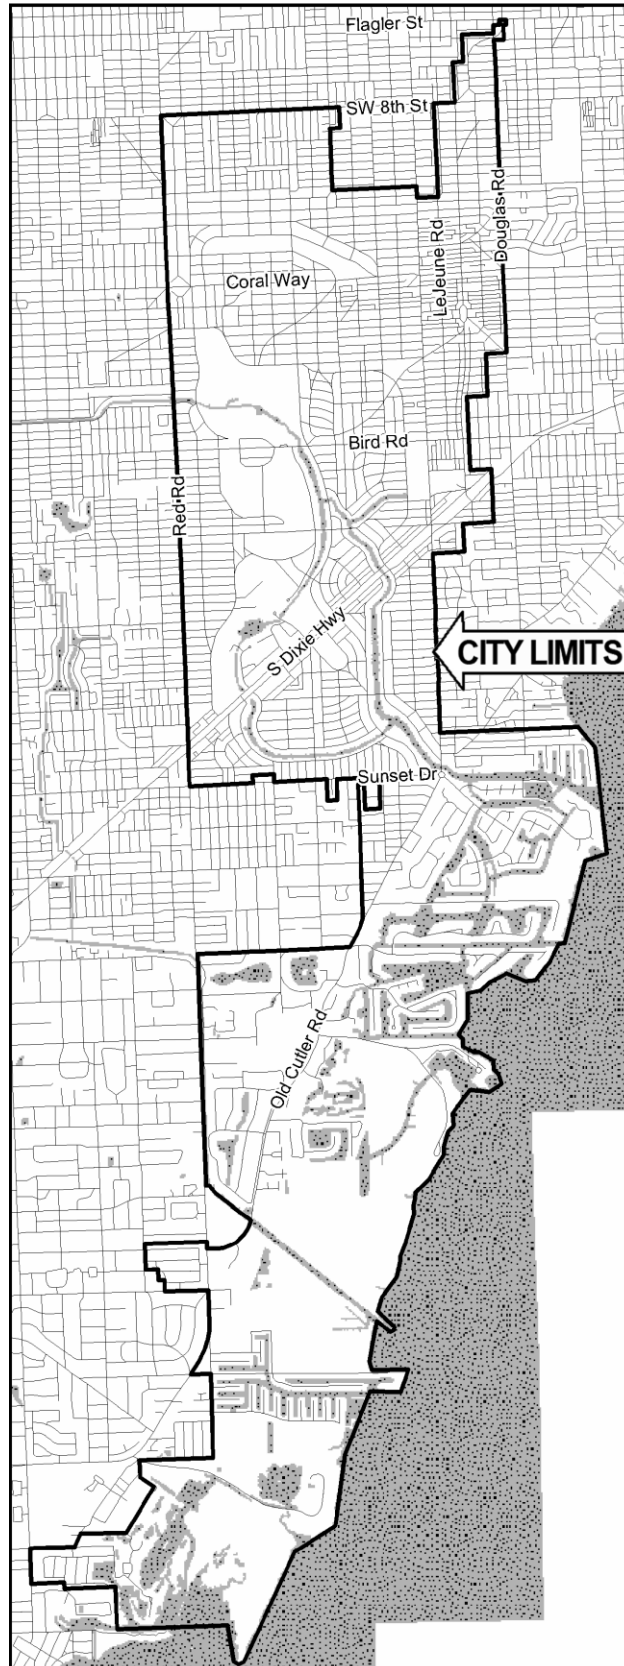 Flagler St
SW 8th St
Douglas Rd
LeJeune Rd
Coral Way
Bird Rd
Red Rd
S Dixie Hwy
CITY LIMITS
Sunset Dr
Old Cutler Rd